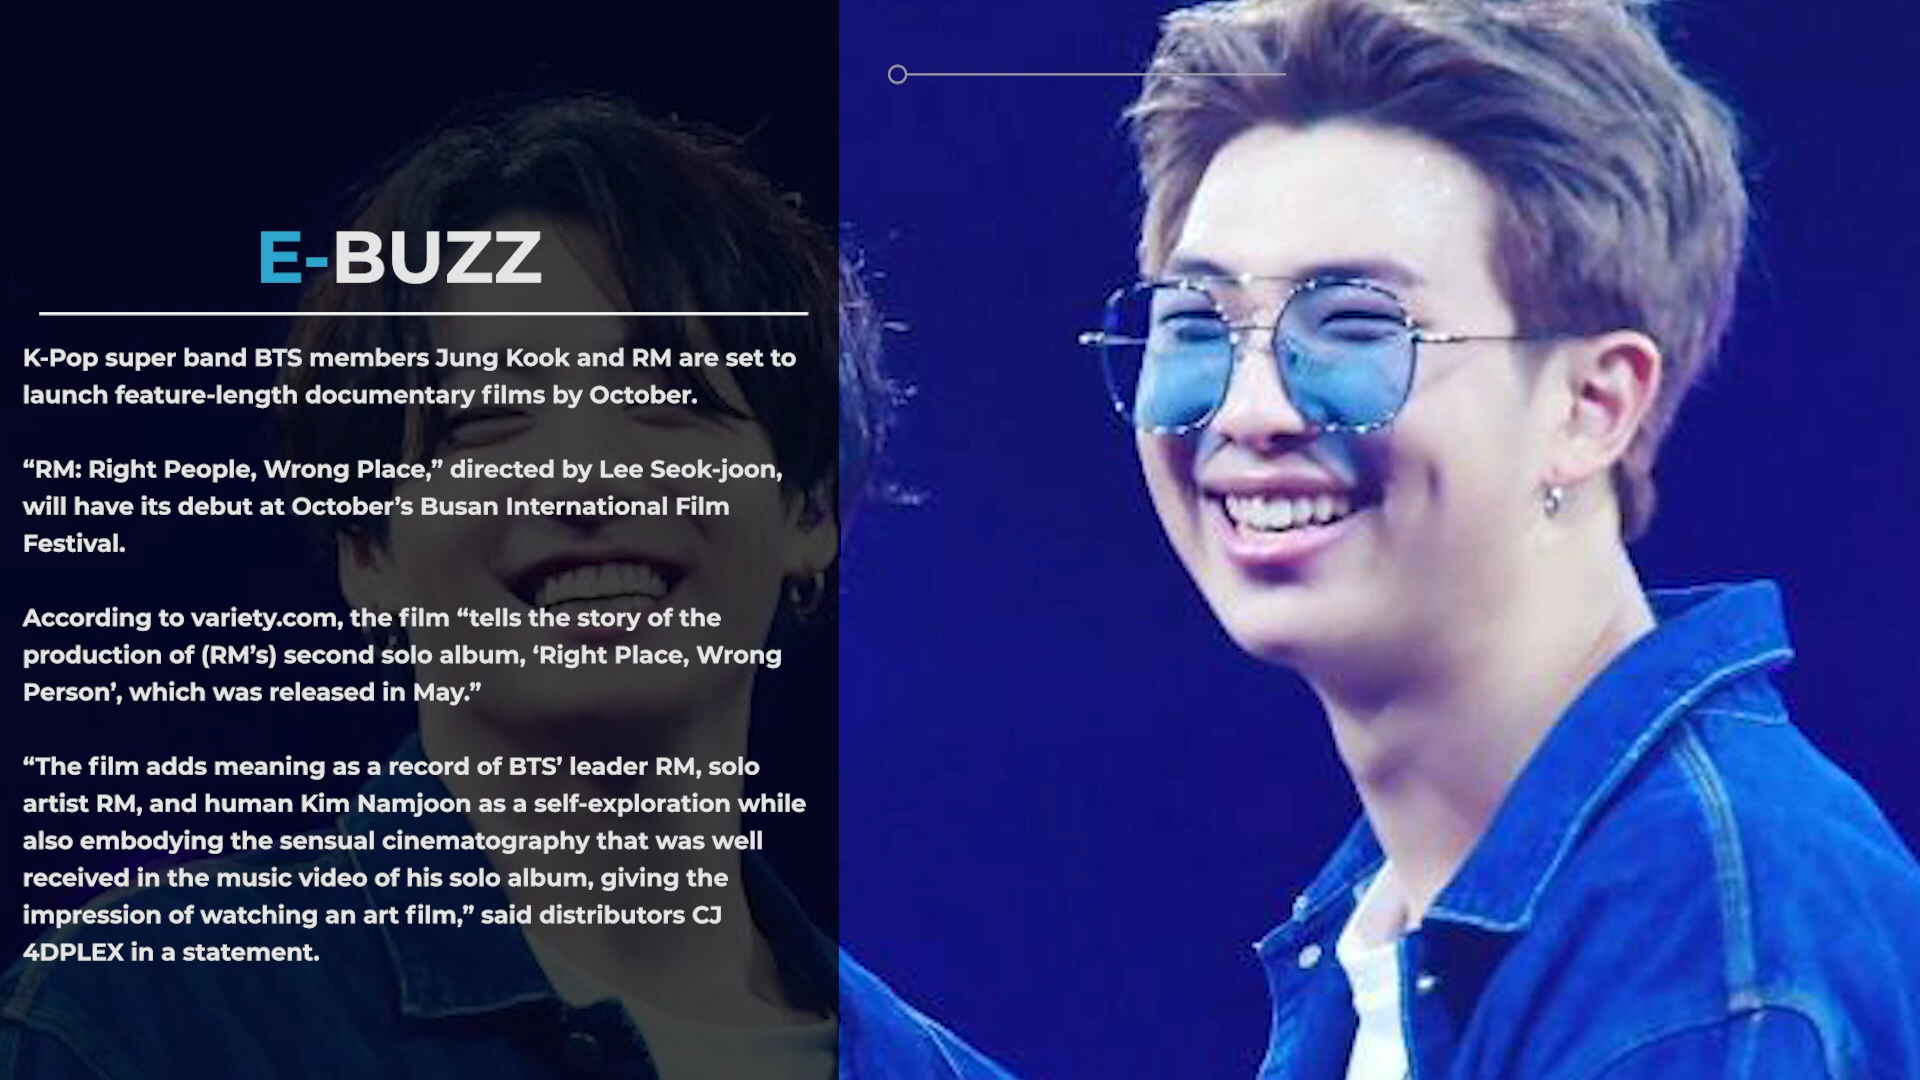 E-BUZZ
K-Pop super band BTS members Jung Kook and RM are set to
launch feature-length documentary films by October.
“RM: Right People, Wrong Place,” directed by Lee Seok-joon,
will have its debut at October’s Busan International Film
Festival.
According to variety.com, the film “tells the story of the
production of (RM’s) second solo album, ‘Right Place, Wrong
Person’, which was released in May.”
“The film adds meaning as a record of BTS’ leader RM, solo
artist RM, and human Kim Namjoon as a self-exploration while
also embodying the sensual cinematography that was well
received in the music video of his solo album, giving the
impression of watching an art film,” said distributors CJ
4DPLEX in a statement.